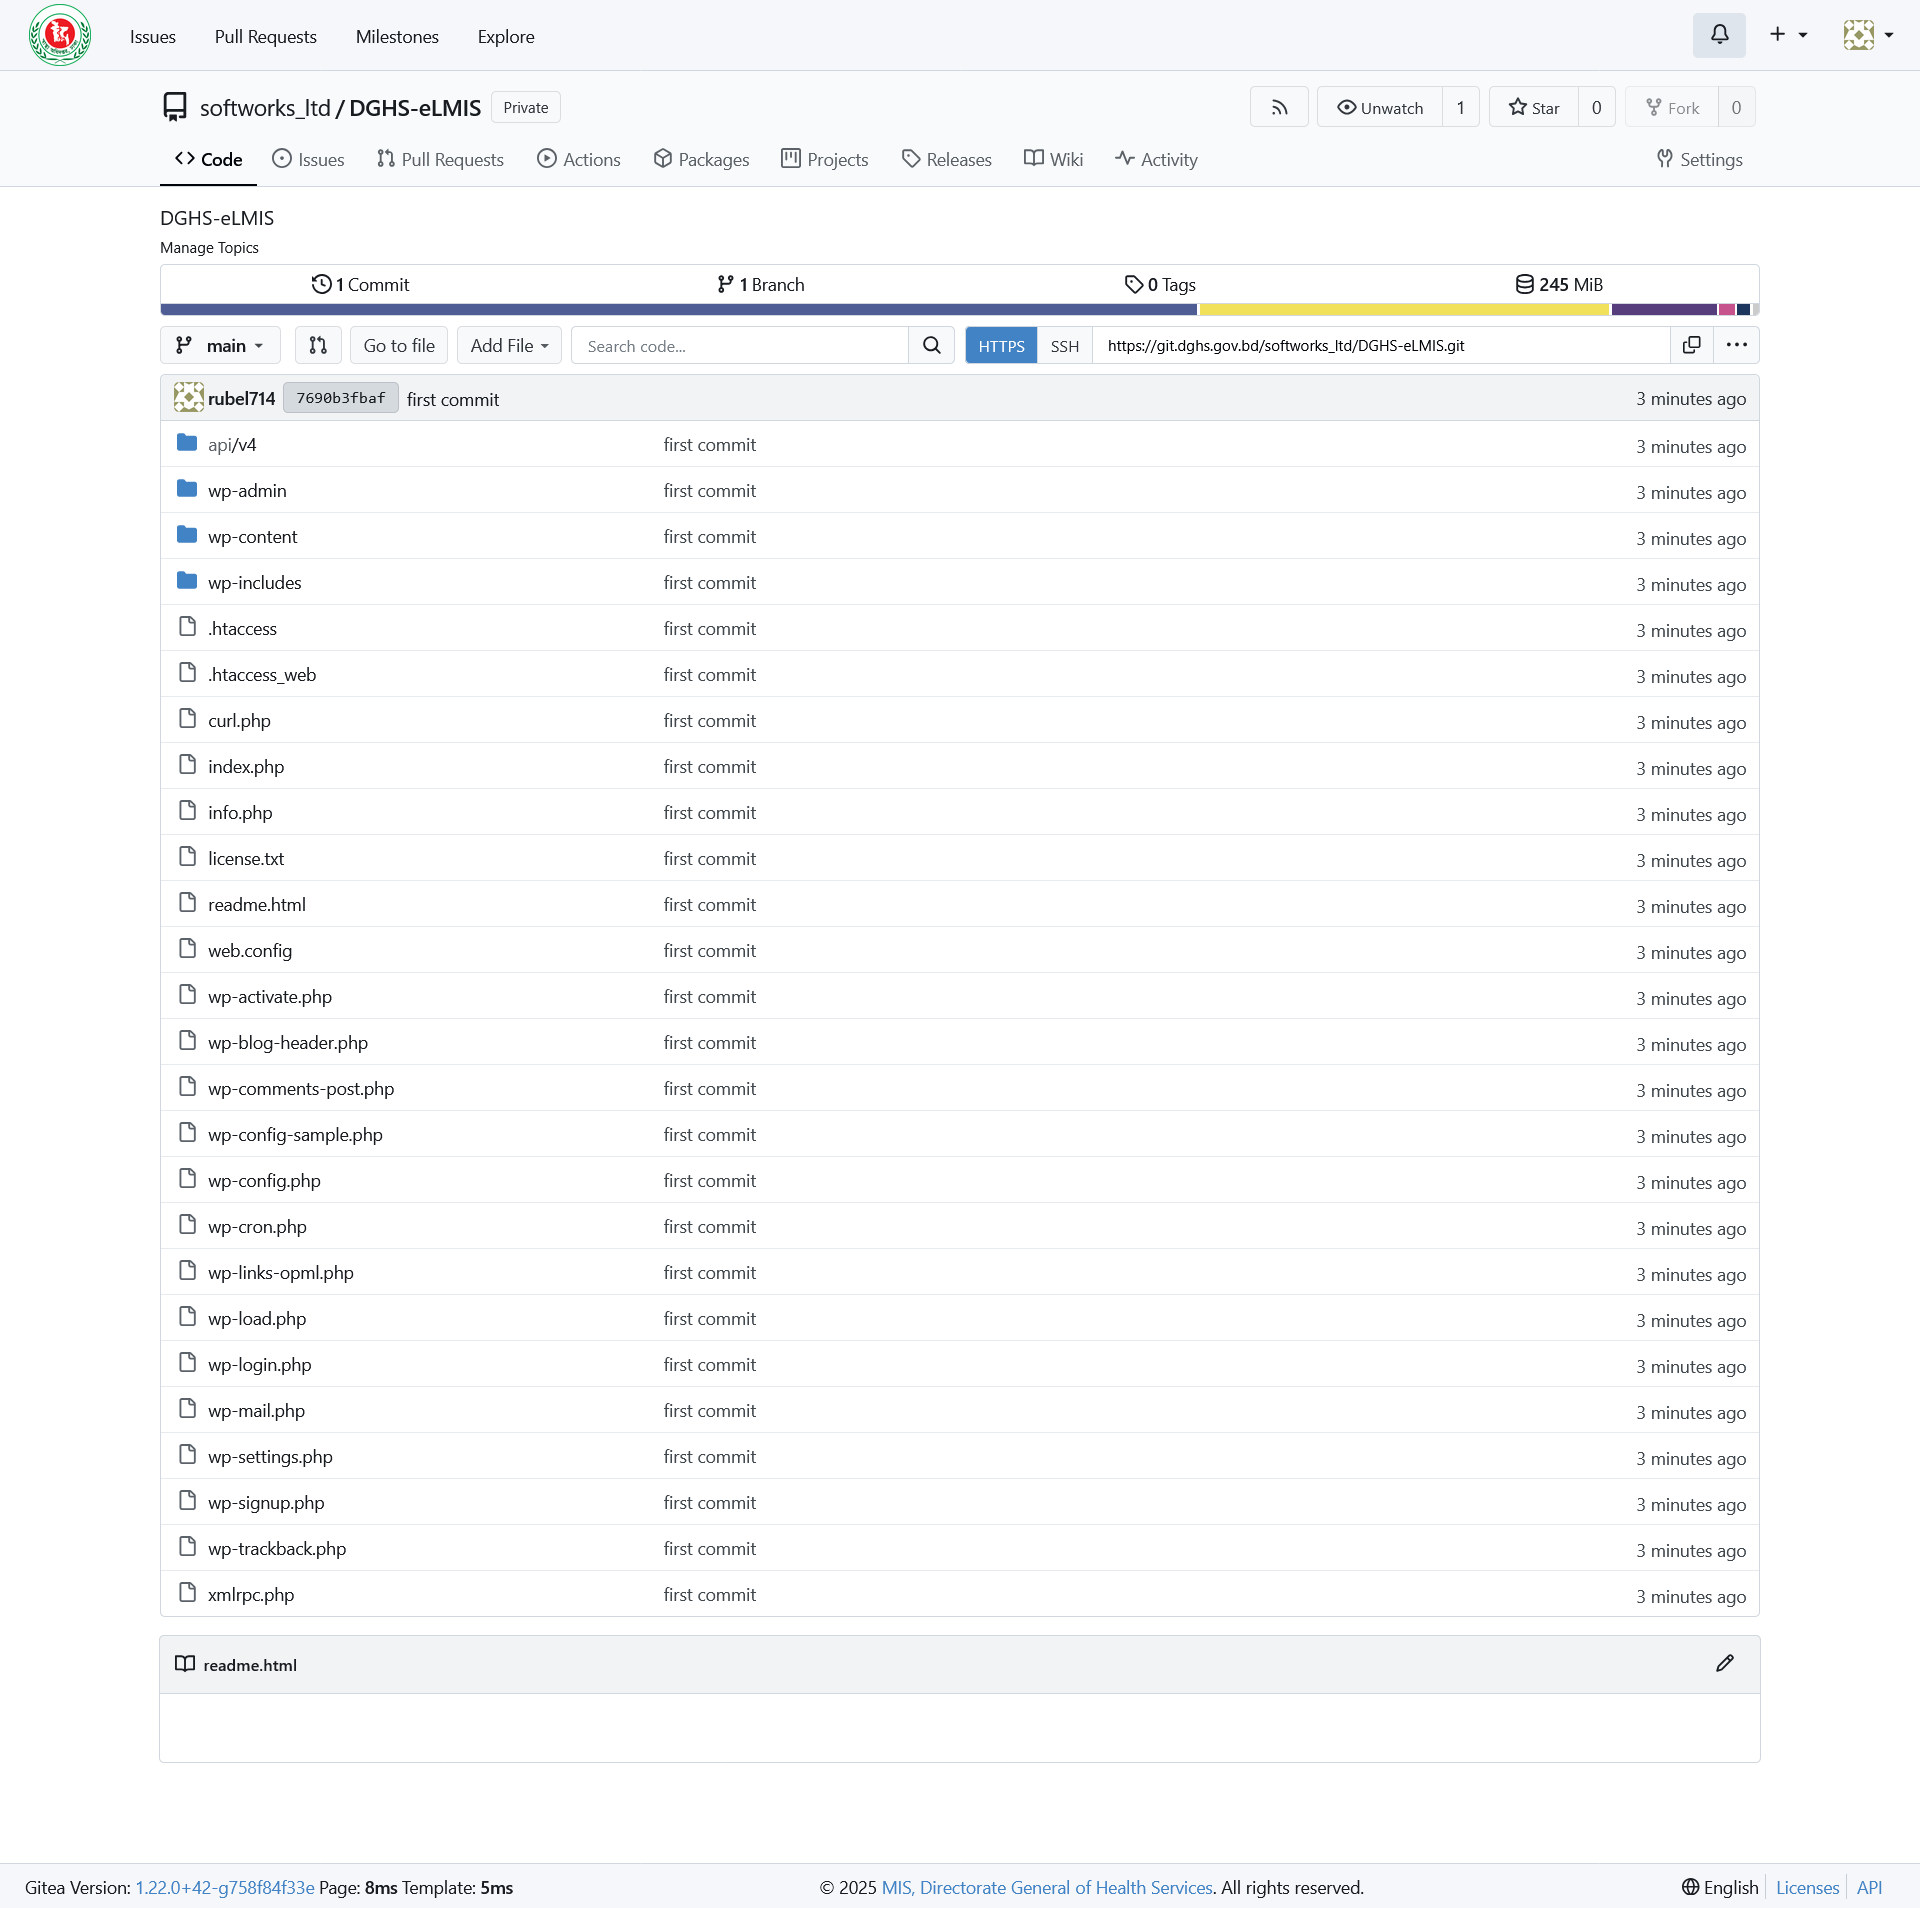 Issues
Pull Requests
Milestones
Explore
softworks_ltd / DGHS-eLMIS Private
Unwatch 1
Star 0
Fork 0
Code
Issues
Pull Requests
Actions
Packages
Projects
Releases
Wiki
Activity
Settings
DGHS-eLMIS
Manage Topics
1 Commit
1 Branch
0 Tags
245 MiB
main
Go to file
Add File
Search code...
HTTPS
SSH
https://git.dghs.gov.bd/softworks_ltd/DGHS-eLMIS.git
rubel714 7690b3fbaf first commit 3 minutes ago
api/v4 first commit 3 minutes ago
wp-admin first commit 3 minutes ago
wp-content first commit 3 minutes ago
wp-includes first commit 3 minutes ago
.htaccess first commit 3 minutes ago
.htaccess_web first commit 3 minutes ago
curl.php first commit 3 minutes ago
index.php first commit 3 minutes ago
info.php first commit 3 minutes ago
license.txt first commit 3 minutes ago
readme.html first commit 3 minutes ago
web.config first commit 3 minutes ago
wp-activate.php first commit 3 minutes ago
wp-blog-header.php first commit 3 minutes ago
wp-comments-post.php first commit 3 minutes ago
wp-config-sample.php first commit 3 minutes ago
wp-config.php first commit 3 minutes ago
wp-cron.php first commit 3 minutes ago
wp-links-opml.php first commit 3 minutes ago
wp-load.php first commit 3 minutes ago
wp-login.php first commit 3 minutes ago
wp-mail.php first commit 3 minutes ago
wp-settings.php first commit 3 minutes ago
wp-signup.php first commit 3 minutes ago
wp-trackback.php first commit 3 minutes ago
xmlrpc.php first commit 3 minutes ago
readme.html
Gitea Version: 1.22.0+42-g758f84f33e Page: 8ms Template: 5ms
© 2025 MIS, Directorate General of Health Services. All rights reserved.
English
Licenses
API